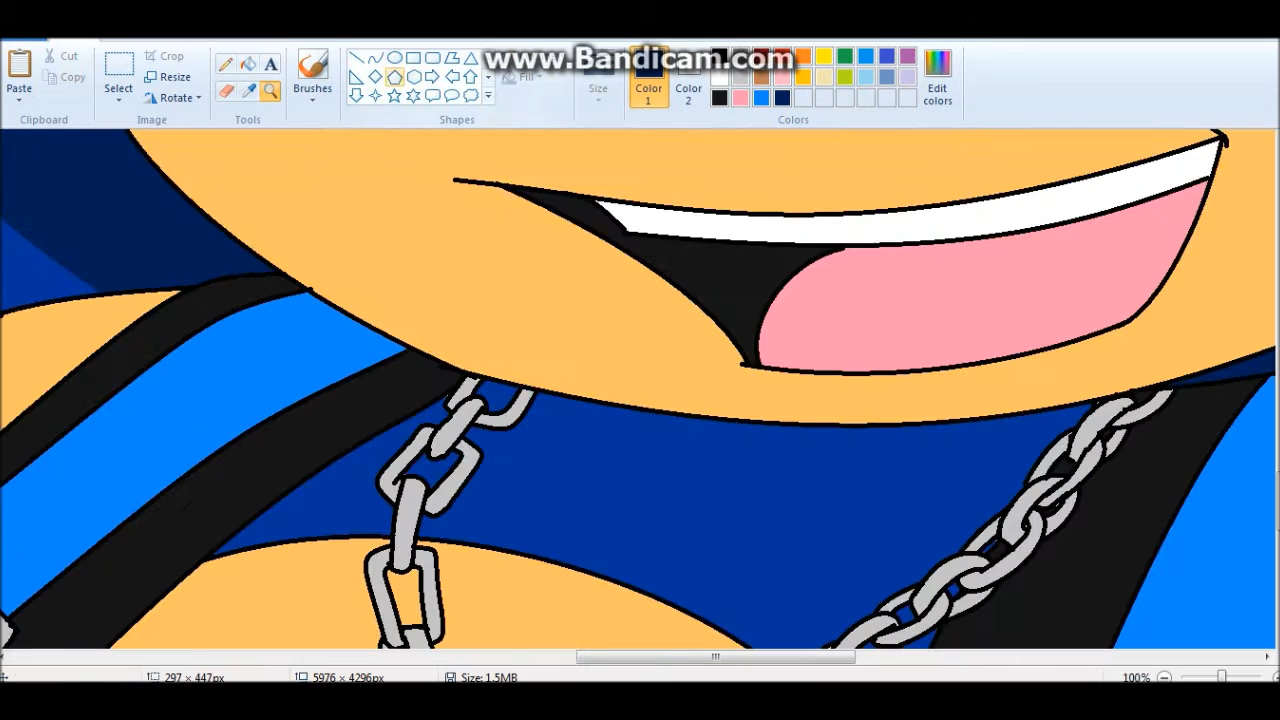 www.Bandicam.com
Cut
Copy
Paste
Clipboard
Crop
Resize
Rotate
Select
Image
A
Tools
Brushes
Fill
Shapes
Size
Color 1
Color 2
Edit colors
Colors
297 × 447px
5976 × 4296px
Size: 1.5MB
100%